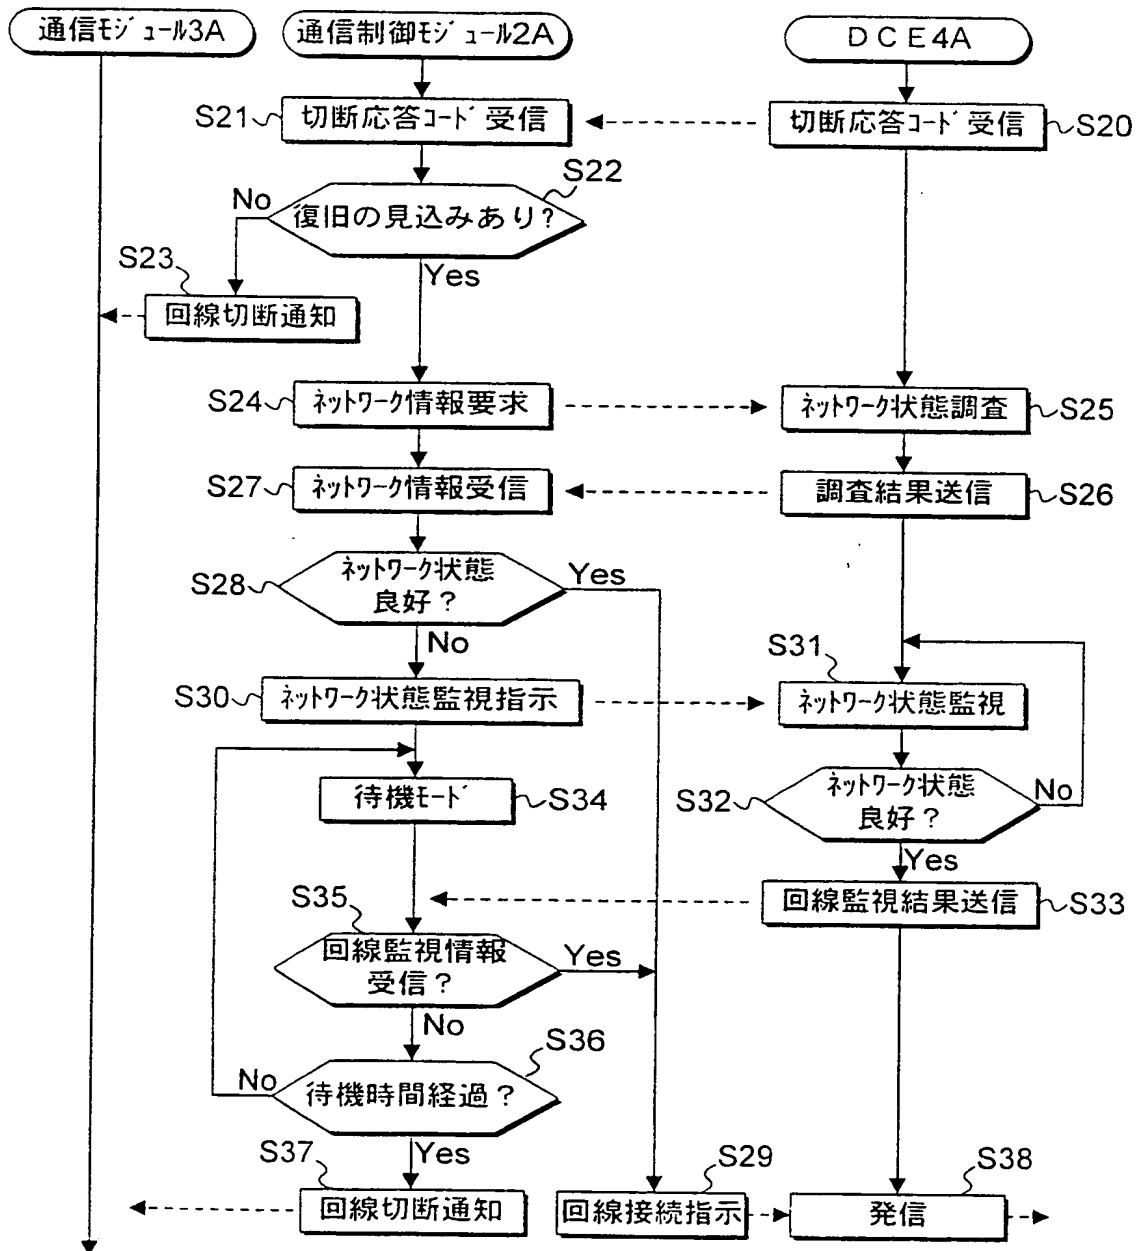 通信ﾓｼﾞｭｰﾙ3A
通信制御ﾓｼﾞｭｰﾙ2A
DCE4A
S21
切断応答ｺｰﾄﾞ受信
切断応答ｺｰﾄﾞ受信
S20
S22
No
復旧の見込みあり?
S23
Yes
回線切断通知
S24
ﾈｯﾄﾜｰｸ情報要求
ﾈｯﾄﾜｰｸ状態調査
S25
S27
ﾈｯﾄﾜｰｸ情報受信
調査結果送信
S26
S28
ﾈｯﾄﾜｰｸ状態
良好?
Yes
No
S31
S30
ﾈｯﾄﾜｰｸ状態監視指示
ﾈｯﾄﾜｰｸ状態監視
待機ﾓｰﾄﾞ
S34
S32
ﾈｯﾄﾜｰｸ状態
良好?
No
Yes
S35
回線監視結果送信
S33
回線監視情報
受信?
Yes
No
S36
No
待機時間経過?
Yes
S37
S29
S38
回線切断通知
回線接続指示
発信